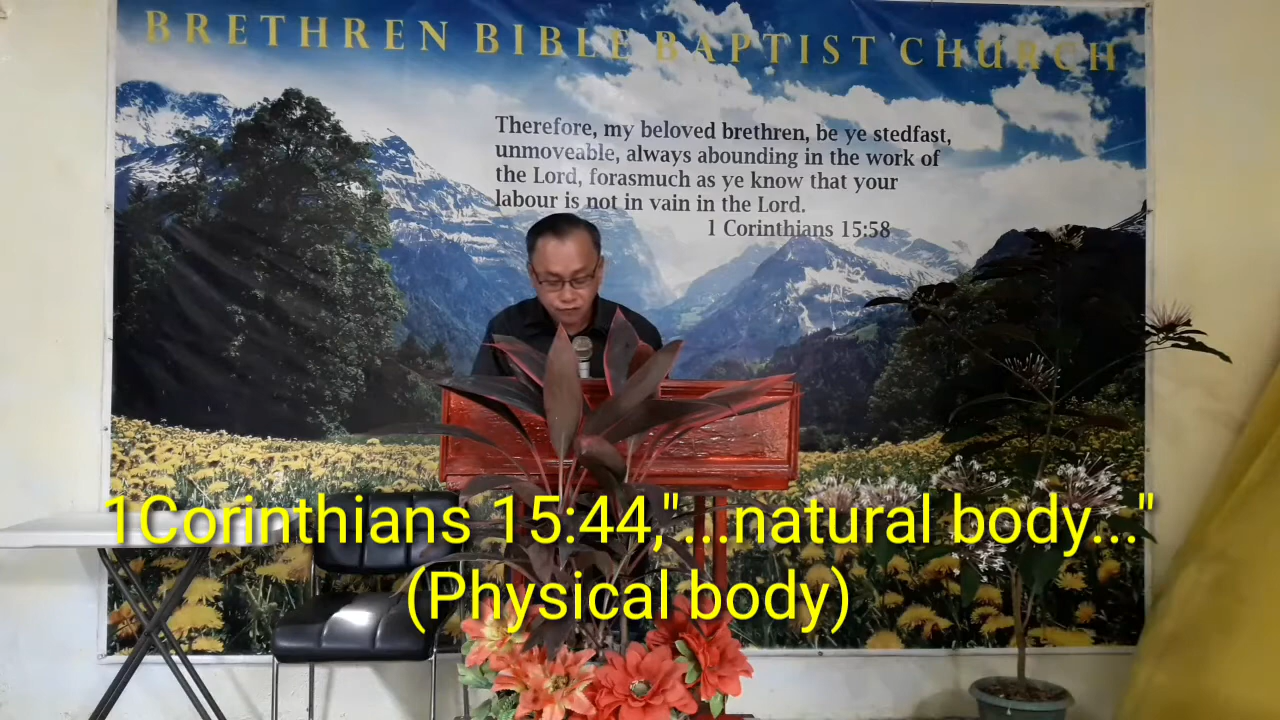 BRETHREN BIBLE BAPTIST CHURCH
Therefore, my beloved brethren, be ye stedfast,
unmoveable, always abounding in the work of
the Lord, forasmuch as ye know that your
labour is not in vain in the Lord.
1 Corinthians 15:58
1Corinthians 15:44,"...natural body..."
(Physical body)